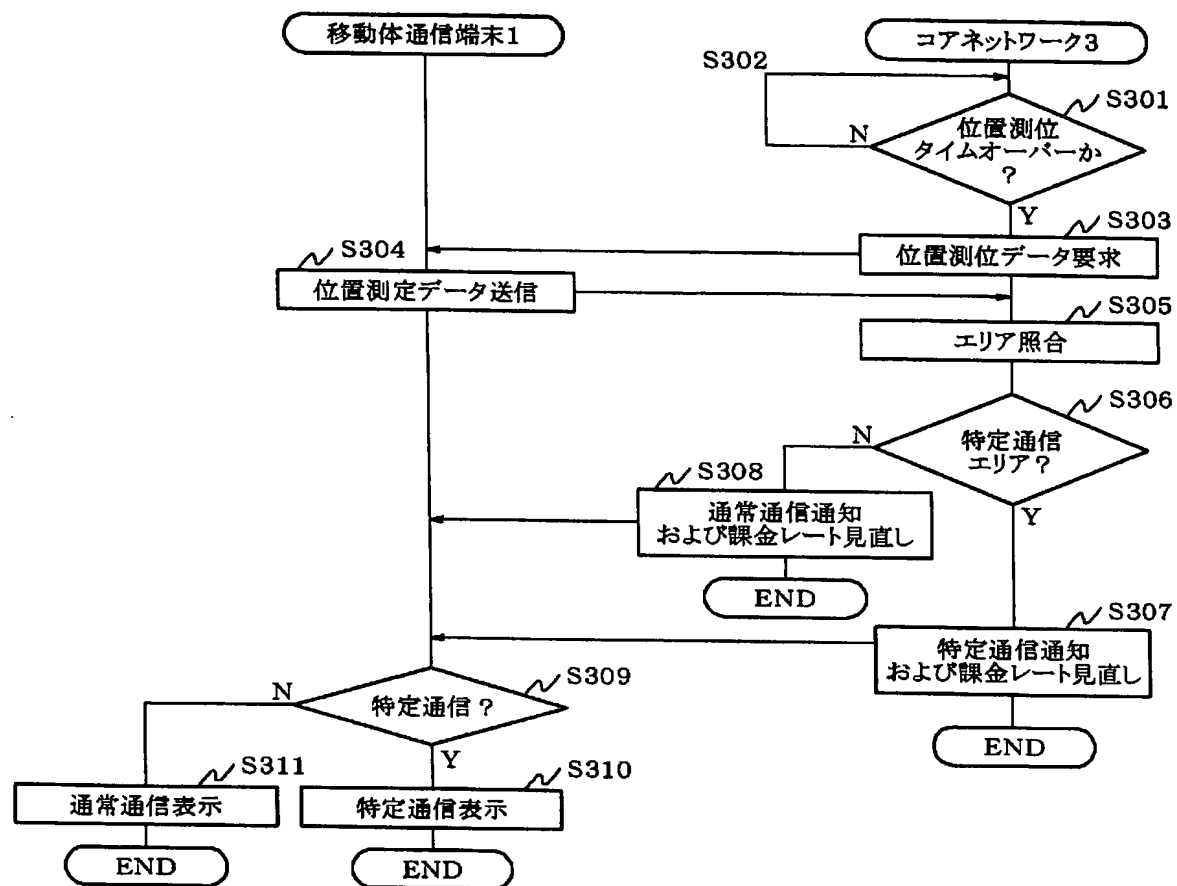 移動体通信端末1
コアネットワーク3
S302
S301
位置測位
タイムオーバーか
?
N
Y
S303
位置測位データ要求
S304
位置測定データ送信
S305
エリア照合
S306
特定通信
エリア?
N
Y
S308
通常通信通知
および課金レート見直し
END
S307
特定通信通知
および課金レート見直し
END
S309
特定通信?
N
Y
S311
通常通信表示
END
S310
特定通信表示
END